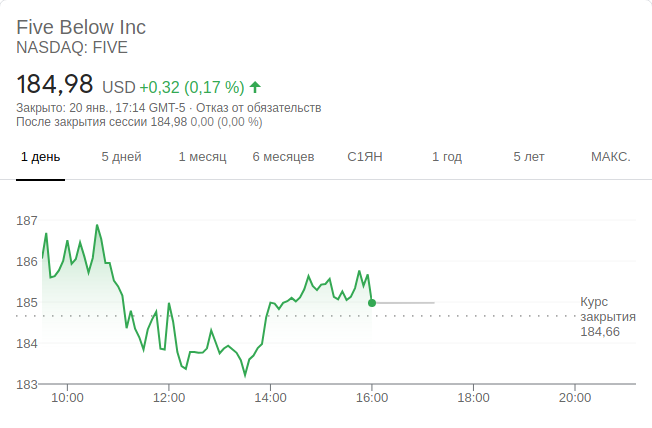 Five Below Inc
NASDAQ: FIVE
184,98 USD +0,32 (0,17 %)
Закрыто: 20 янв., 17:14 GMT-5 · Отказ от обязательств
После закрытия сессии 184,98 0,00 (0,00 %)
1 день 5 дней 1 месяц 6 месяцев С1ЯН 1 год 5 лет МАКС.
187
186
185
184
183
Курс
закрытия
184,66
10:00 12:00 14:00 16:00 18:00 20:00